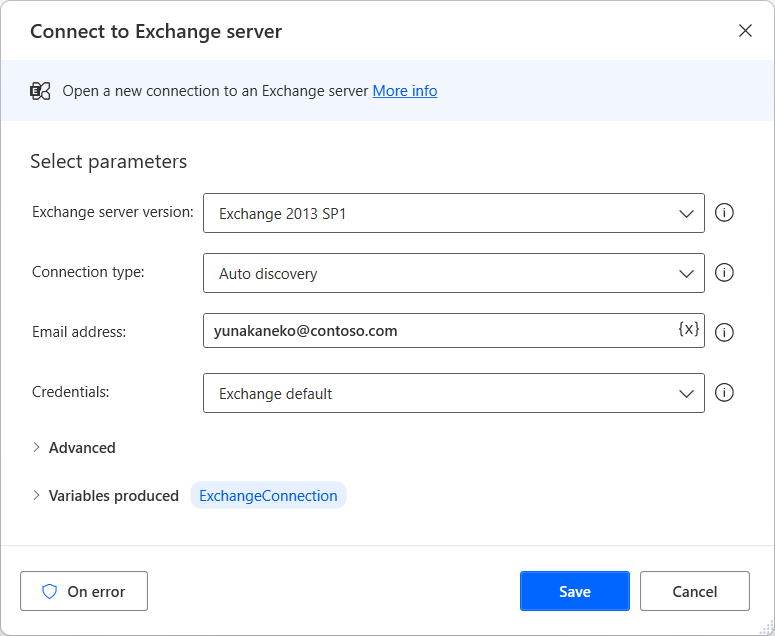 Connect to Exchange server
Open a new connection to an Exchange server More info
Select parameters
Exchange server version: Exchange 2013 SP1
Connection type: Auto discovery
Email address: yunakaneko@contoso.com {x}
Credentials: Exchange default
Advanced
Variables produced ExchangeConnection
On error Save Cancel